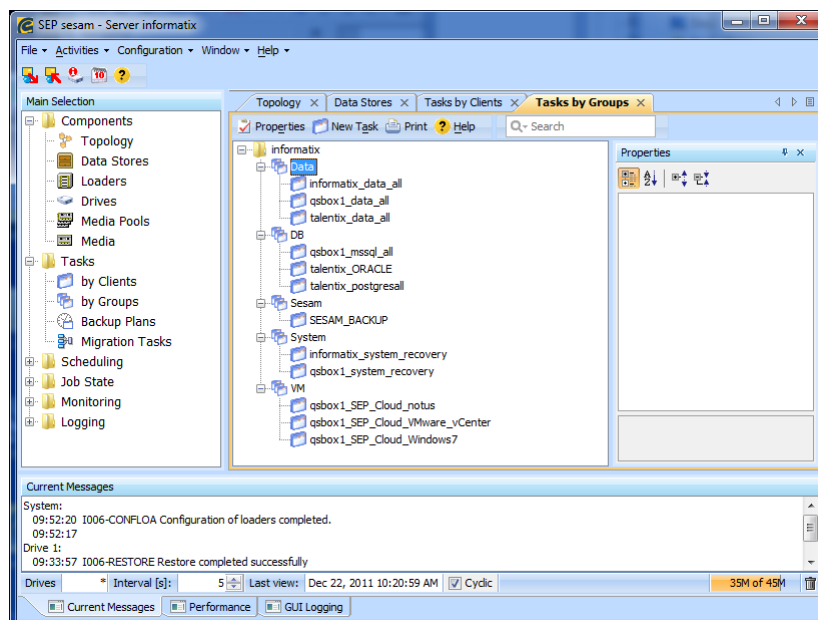 SEP sesam - Server informatix
File Activities Configuration Window Help
10 ?
Main Selection
Components
Topology
Data Stores
Loaders
Drives
Media Pools
Media
Tasks
by Clients
by Groups
Backup Plans
Migration Tasks
Scheduling
Job State
Monitoring
Logging
Topology Data Stores Tasks by Clients Tasks by Groups
Properties New Task Print ? Help Search
informatix
Data
informatix_data_all
qsbox1_data_all
talentix_data_all
DB
qsbox1_mssql_all
talentix_ORACLE
talentix_postgresall
Sesam
SESAM_BACKUP
System
informatix_system_recovery
qsbox1_system_recovery
VM
qsbox1_SEP_Cloud_notus
qsbox1_SEP_Cloud_VMware_vCenter
qsbox1_SEP_Cloud_Windows7
Properties
Current Messages
System:
09:52:20 I006-CONFLOA Configuration of loaders completed.
09:52:17
Drive 1:
09:33:57 I006-RESTORE Restore completed successfully
Drives * Interval [s]: 5 Last view: Dec 22, 2011 10:20:59 AM Cyclic 35M of 45M
Current Messages Performance GUI Logging